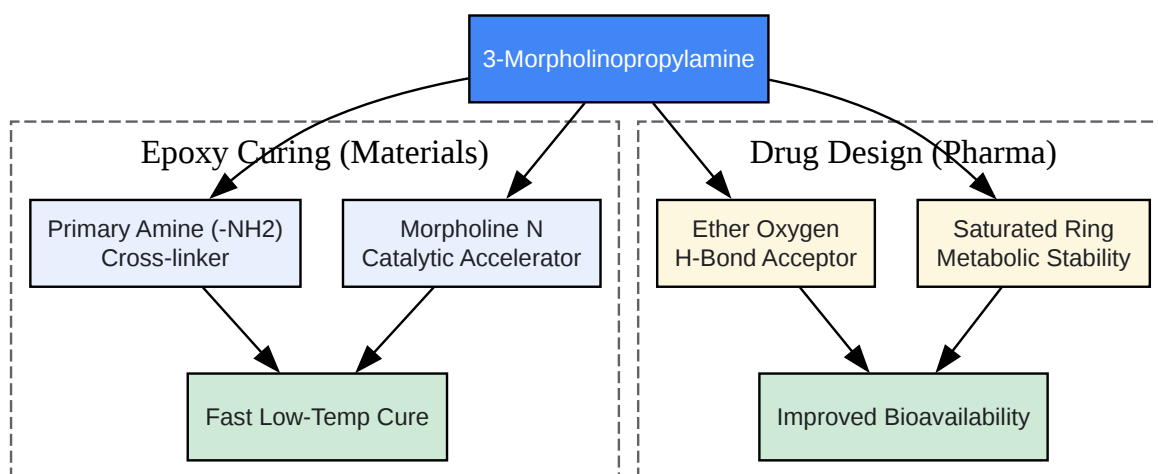 3-Morpholinopropylamine
Epoxy Curing (Materials)
Drug Design (Pharma)
Primary Amine (-NH2)
Cross-linker
Morpholine N
Catalytic Accelerator
Ether Oxygen
H-Bond Acceptor
Saturated Ring
Metabolic Stability
Fast Low-Temp Cure
Improved Bioavailability